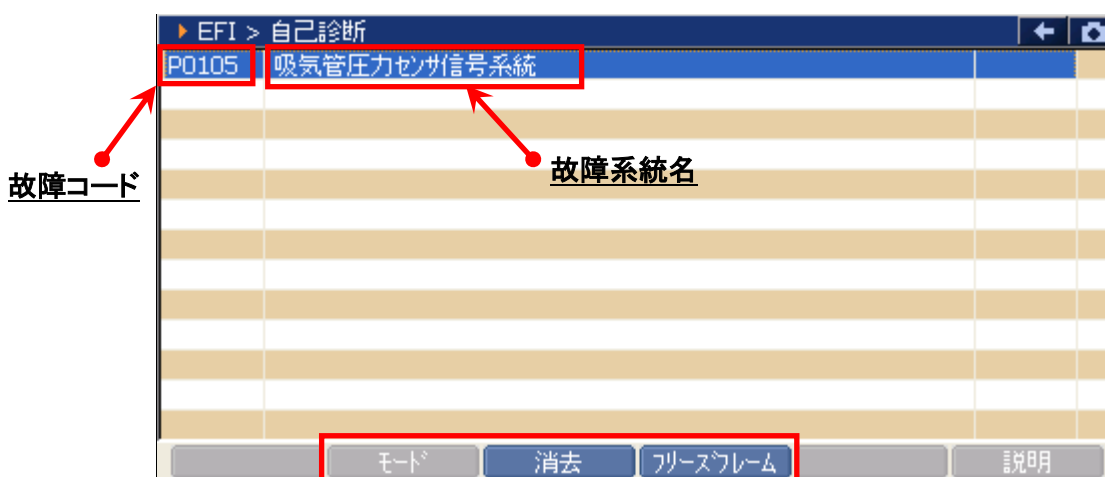 EFI > 自己診断
P0105 吸気管圧力ｾﾝｻ信号系統
故障コード
故障系統名
ﾓｰﾄﾞ 消去 ﾌﾘｰｽﾞﾌﾚｰﾑ 説明